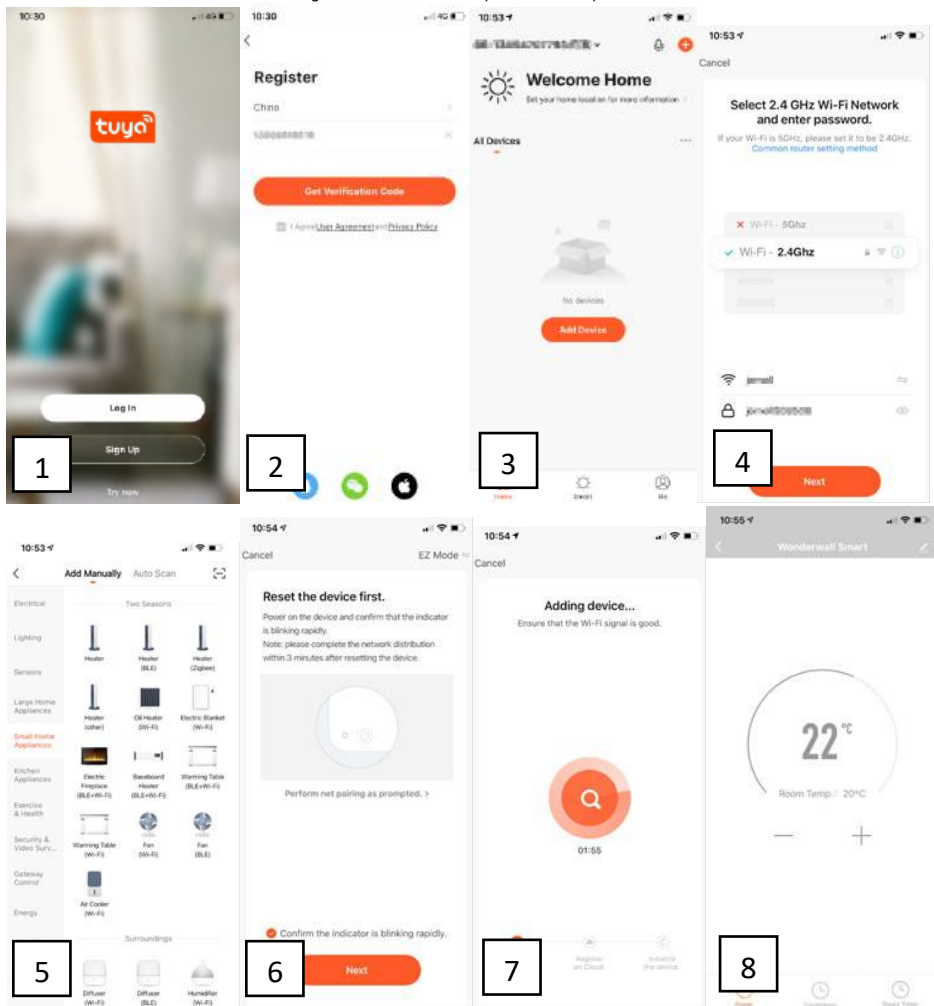 10:30
4G
tuya
Log In
Sign Up
Try now
1
10:30
4G
Register
China
Get Verification Code
I Agree User Agreement and Privacy Policy
2
10:53
Welcome Home
Set your home location for more information
All Devices
No devices
Add Device
Home
Smart
Me
3
10:53
Cancel
Select 2.4 GHz Wi-Fi Network
and enter password.
If your Wi-Fi is 5GHz, please set it to be 2.4GHz.
Common router setting method
Wi-Fi - 5Ghz
Wi-Fi - 2.4Ghz
Next
4
10:53
Add Manually
Auto Scan
Electrical
Lighting
Sensors
Large Home
Appliances
Small Home
Appliances
Kitchen
Appliances
Exercise
& Health
Security &
Video Surv...
Gateway
Control
Energy
Two Seasons
Heater
Heater
(BLE)
Heater
(Zigbee)
Heater
(other)
Oil Heater
(Wi-Fi)
Electric Blanket
(Wi-Fi)
Electric
Fireplace
(BLE+Wi-Fi)
Baseboard
Heater
(BLE+Wi-Fi)
Warming Table
(BLE+Wi-Fi)
Warming Table
(Wi-Fi)
Fan
(Wi-Fi)
Fan
(BLE)
Air Cooler
(Wi-Fi)
Surroundings
Diffuser
(Wi-Fi)
Diffuser
(BLE)
Humidifier
(Wi-Fi)
5
10:54
Cancel
EZ Mode
Reset the device first.
Power on the device and confirm that the indicator
is blinking rapidly.
Note: please complete the network distribution
within 3 minutes after resetting the device.
Perform net pairing as prompted. >
Confirm the indicator is blinking rapidly.
Next
6
10:54
Cancel
Adding device...
Ensure that the Wi-Fi signal is good.
01:55
Register
on Cloud
Initialize
the device
7
10:55
Wonderwall Smart
22 °C
Room Temp.: 20°C
8